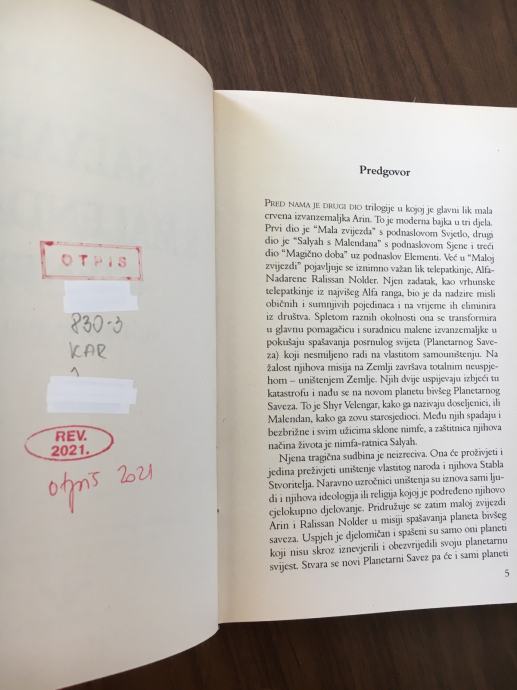 OTPIS
830-3
KAR
REV.
2021.
otpis 2021
Predgovor
PRED NAMA JE DRUGI DIO trilogije u kojoj je glavni lik mala
crvena izvanzemaljka Arin. To je moderna bajka u tri djela.
Prvi dio je “Mala zvijezda” s podnaslovom Svjetlo, drugi
dio je “Salyah s Malendana” s podnaslovom Sjene i treći
dio “Magično doba” uz podnaslov Elementi. Već u “Maloj
zvijezdi” pojavljuje se iznimno važan lik telepatkinje, Alfa-
Nadarene Ralissan Nolder. Njen zadatak, kao vrhunske
telepatkinje iz najvišeg Alfa ranga, bio je da nadzire misli
običnih i sumnjivih pojedinaca i na vrijeme ih eliminira
iz društva. Spletom raznih okolnosti ona se transformira
u glavnu pomagačicu i suradnicu malene izvanzemaljke u
pokušaju spašavanja posrnulog svijeta (Planetarnog Save-
za) koji nesmiljeno radi na vlastitom samouništenju. Na
žalost njihova misija na Zemlji završava totalnim neuspje-
hom – uništenjem Zemlje. Njih dvije uspijevaju izbjeći tu
katastrofu i nađu se na novom planetu bivšeg Planetarnog
Saveza. To je Shyr Velengar, kako ga nazivaju doseljenici, ili
Malendan, kako ga zovu starosjedioci. Među njih spadaju i
bezbrižne i svim užicima sklone nimfe, a zaštitnica njihova
načina života je nimfa-ratnica Salyah.
Njena tragična sudbina je neizreciva. Ona će proživjeti i
jedina preživjeti uništenje vlastitog naroda i njihova Stabla
Stvoritelja. Naravno uzročnici uništenja su iznova sami lju-
di i njihova ideologija ili religija kojoj je podređeno njihovo
cjelokupno djelovanje. Pridružuje se zatim maloj zvijezdi
Arin i Ralissan Nolder u misiji spašavanja planeta bivšeg
saveza. Uspjeh je djelomičan i spašeni su samo oni planeti
koji nisu skroz iznevjerili i obezvrijedili svoju planetarnu
svijest. Stvara se novi Planetarni Savez pa će i sami planeti
5